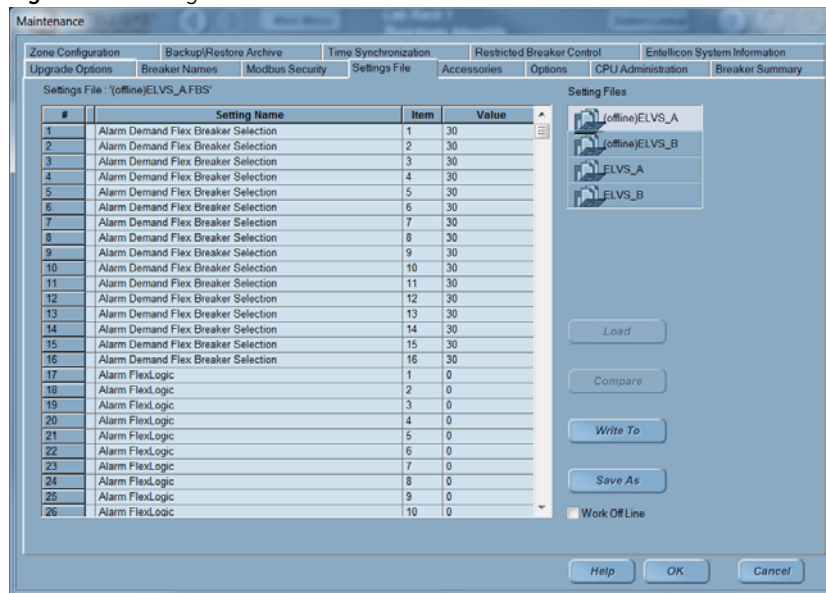 Maintenance
Zone Configuration Backup\Restore Archive Time Synchronization Restricted Breaker Control Entellicon System Information
Upgrade Options Breaker Names Modbus Security Settings File Accessories Options CPU Administration Breaker Summary
Settings File : '(offline)ELVS_A.FBS'
Setting Files
# Setting Name Item Value
1 Alarm Demand Flex Breaker Selection 1 30
2 Alarm Demand Flex Breaker Selection 2 30
3 Alarm Demand Flex Breaker Selection 3 30
4 Alarm Demand Flex Breaker Selection 4 30
5 Alarm Demand Flex Breaker Selection 5 30
6 Alarm Demand Flex Breaker Selection 6 30
7 Alarm Demand Flex Breaker Selection 7 30
8 Alarm Demand Flex Breaker Selection 8 30
9 Alarm Demand Flex Breaker Selection 9 30
10 Alarm Demand Flex Breaker Selection 10 30
11 Alarm Demand Flex Breaker Selection 11 30
12 Alarm Demand Flex Breaker Selection 12 30
13 Alarm Demand Flex Breaker Selection 13 30
14 Alarm Demand Flex Breaker Selection 14 30
15 Alarm Demand Flex Breaker Selection 15 30
16 Alarm Demand Flex Breaker Selection 16 30
17 Alarm FlexLogic 1 0
18 Alarm FlexLogic 2 0
19 Alarm FlexLogic 3 0
20 Alarm FlexLogic 4 0
21 Alarm FlexLogic 5 0
22 Alarm FlexLogic 6 0
23 Alarm FlexLogic 7 0
24 Alarm FlexLogic 8 0
25 Alarm FlexLogic 9 0
26 Alarm FlexLogic 10 0
(offline)ELVS_A
(offline)ELVS_B
ELVS_A
ELVS_B
Load
Compare
Write To
Save As
Work Off Line
Help OK Cancel